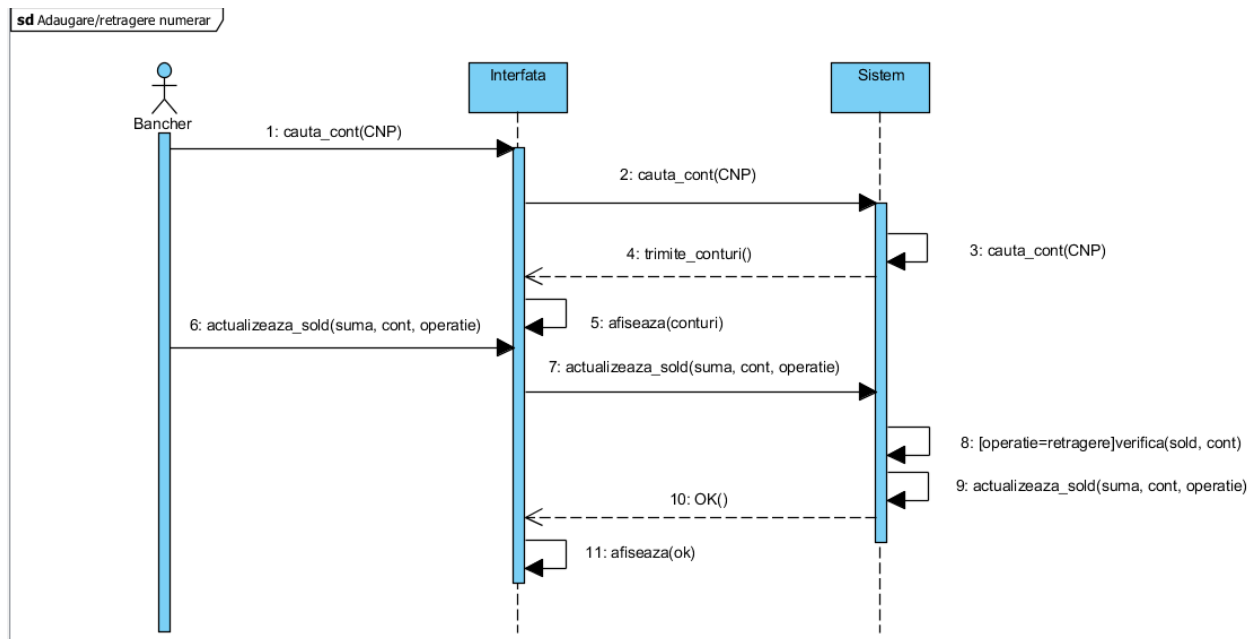 sd Adaugare/retragere numerar
Interfata
Sistem
Bancher
1: cauta_cont(CNP)
2: cauta_cont(CNP)
3: cauta_cont(CNP)
4: trimite_conturi()
5: afiseaza(conturi)
6: actualizeaza_sold(suma, cont, operatie)
7: actualizeaza_sold(suma, cont, operatie)
8: [operatie=retragere]verifica(sold, cont)
9: actualizeaza_sold(suma, cont, operatie)
10: OK()
11: afiseaza(ok)